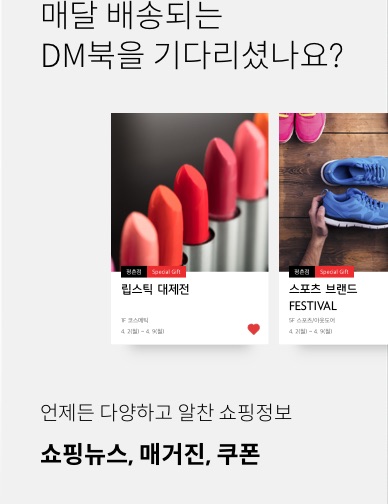 매달 배송되는
DM북을 기다리셨나요?
평촌점 Special Gift
립스틱 대제전
1F 코스메틱
4. 2(월) - 4. 9(월)
평촌점 Special Gift
스포츠 브랜드
FESTIVAL
5F 스포츠/아웃도어
4. 2(월) - 4. 9(월)
언제든 다양하고 알찬 쇼핑정보
쇼핑뉴스, 매거진, 쿠폰